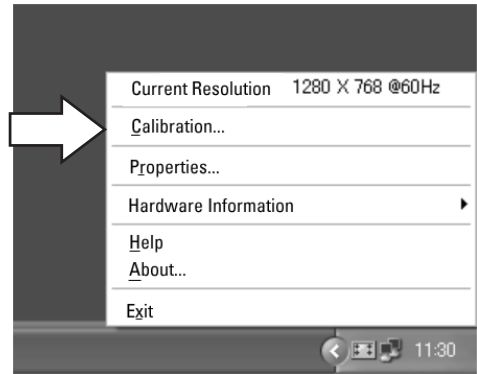 Current Resolution 1280 X 768 @60Hz
Calibration...
Properties...
Hardware Information
Help
About...
Exit
11:30